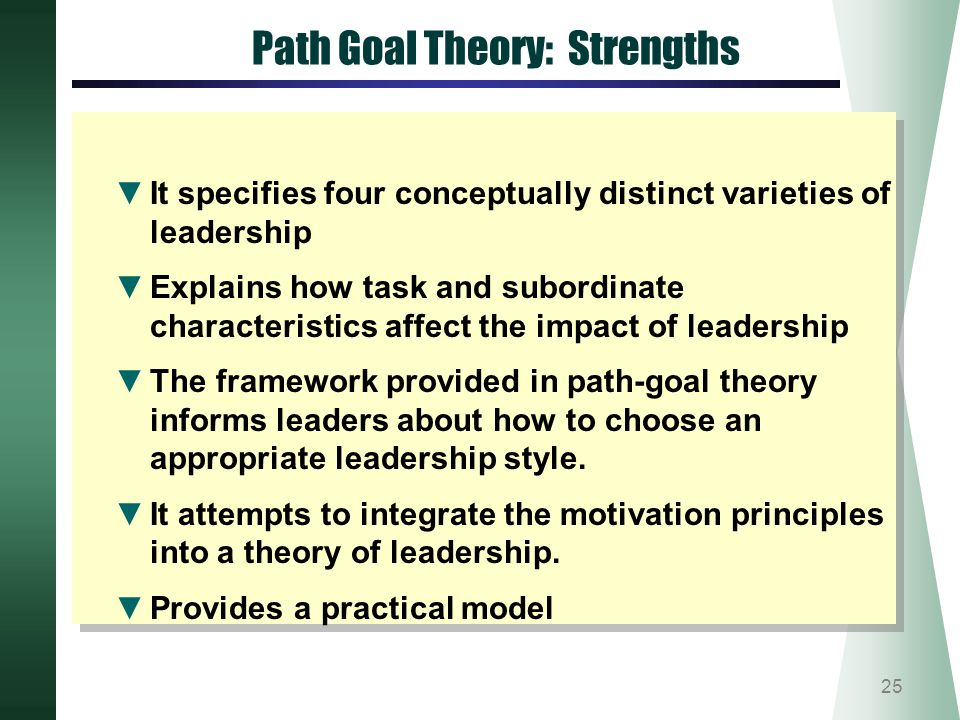 Path Goal Theory: Strengths
▼It specifies four conceptually distinct varieties of
leadership
▼Explains how task and subordinate
characteristics affect the impact of leadership
▼The framework provided in path-goal theory
informs leaders about how to choose an
appropriate leadership style.
▼It attempts to integrate the motivation principles
into a theory of leadership.
▼Provides a practical model
25